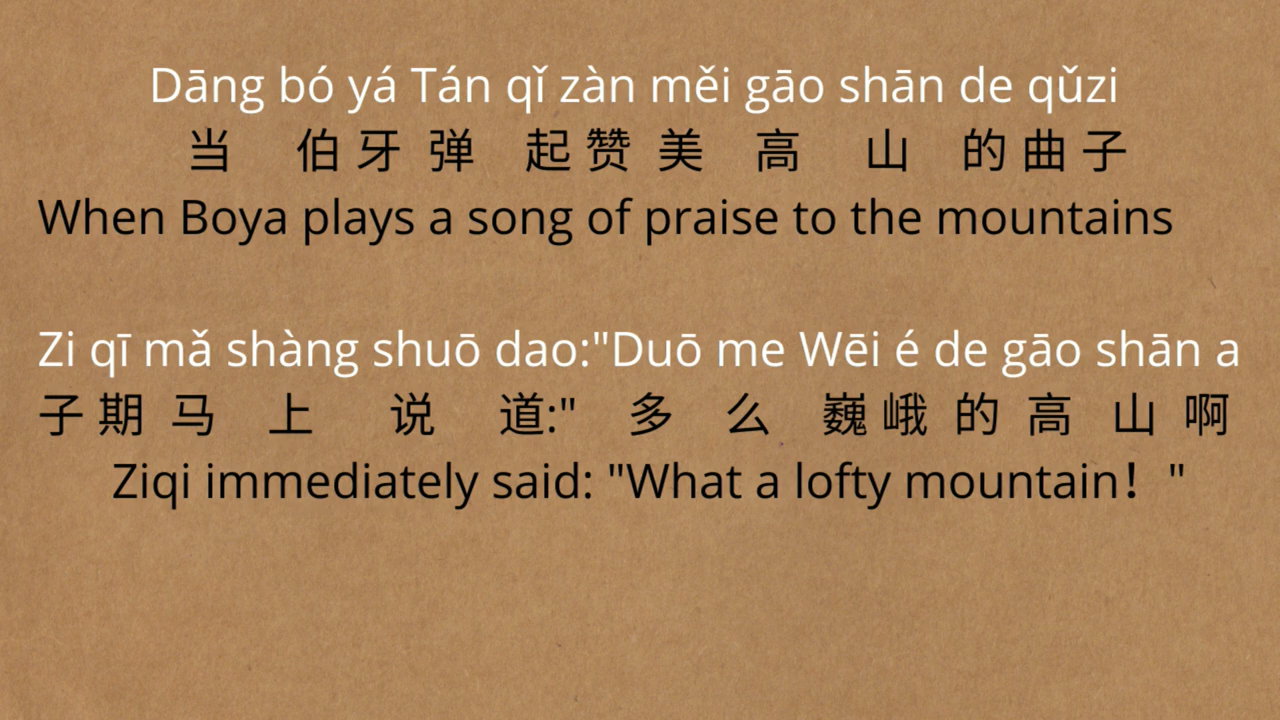 Dāng bó yá Tán qǐ zàn měi gāo shān de qǔzi
当 伯 牙 弹 起 赞 美 高 山 的 曲 子
When Boya plays a song of praise to the mountains
Zi qī mǎ shàng shuō dao:"Duō me Wēi é de gāo shān a
子 期 马 上 说 道:" 多 么 巍 峨 的 高 山 啊
Ziqi immediately said: "What a lofty mountain！"